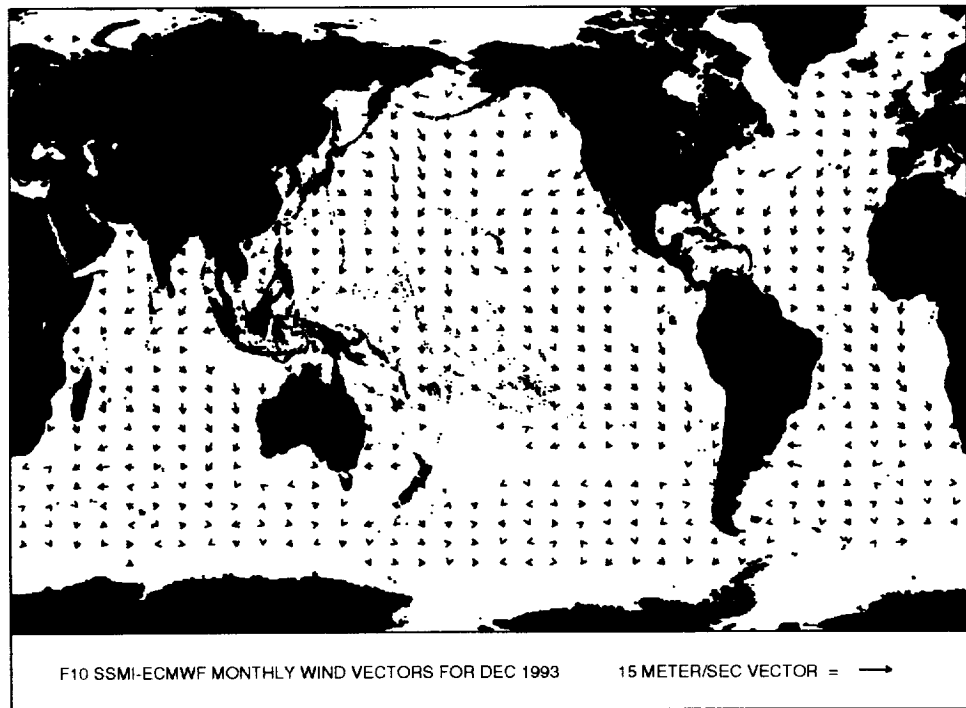 F10 SSMI-ECMWF MONTHLY WIND VECTORS FOR DEC 1993 15 METER/SEC VECTOR =